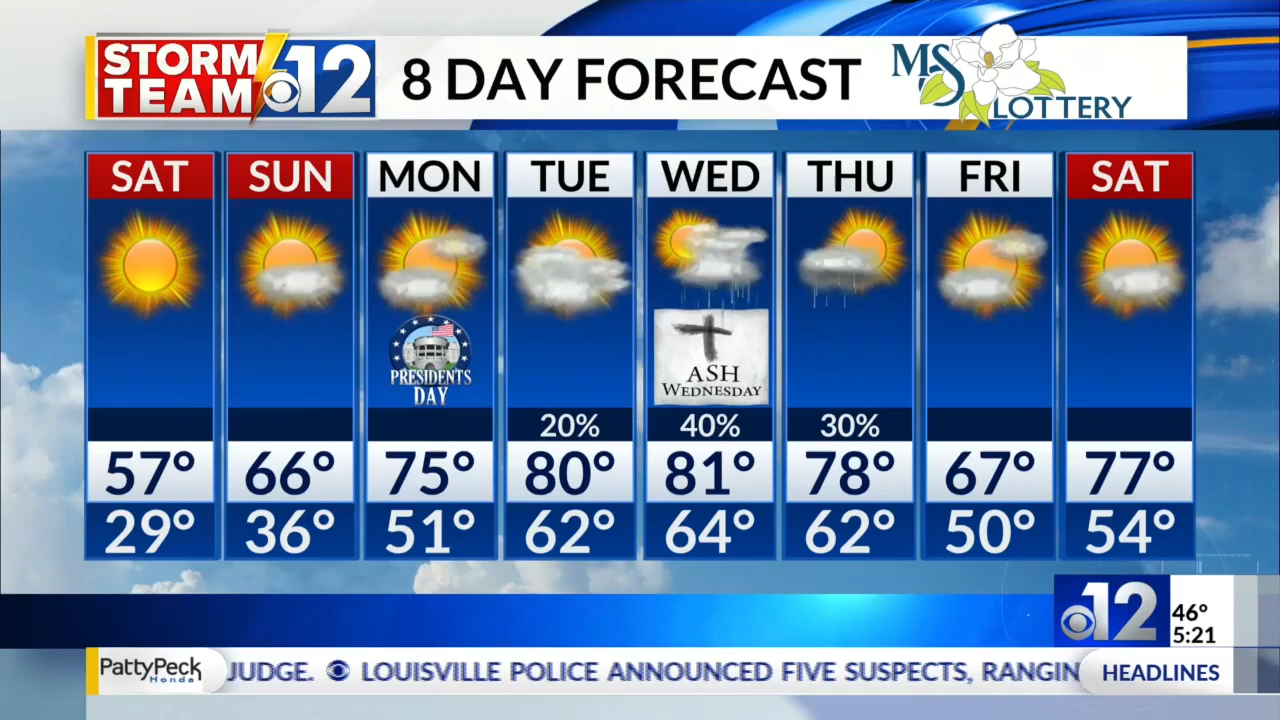 STORM TEAM 12
8 DAY FORECAST
MS LOTTERY
SAT SUN MON TUE WED THU FRI SAT
PRESIDENTS DAY
ASH WEDNESDAY
20% 40% 30%
57° 66° 75° 80° 81° 78° 67° 77°
29° 36° 51° 62° 64° 62° 50° 54°
12
46°
5:21
PattyPeck
Honda
JUDGE. LOUISVILLE POLICE ANNOUNCED FIVE SUSPECTS, RANGIN
HEADLINES